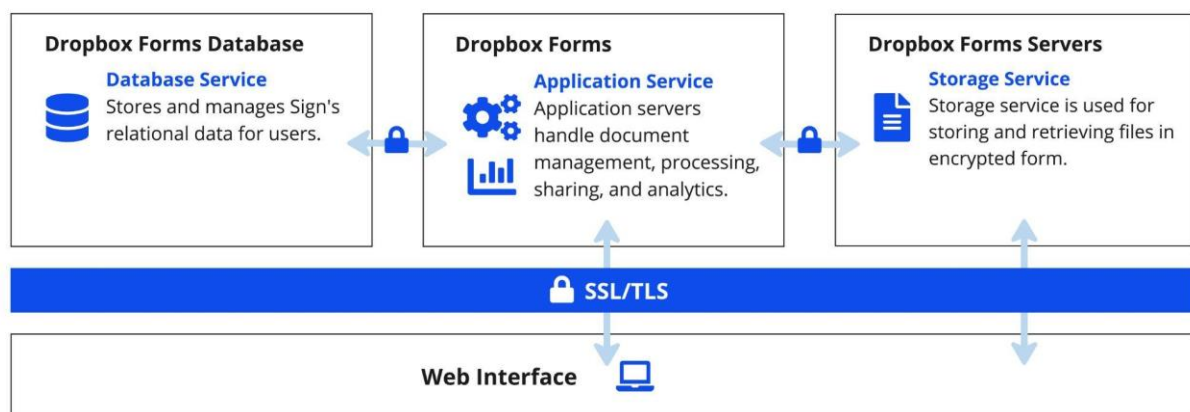 Dropbox Forms Database
Database Service
Stores and manages Sign's
relational data for users.
Dropbox Forms
Application Service
Application servers
handle document
management, processing,
sharing, and analytics.
Dropbox Forms Servers
Storage Service
Storage service is used for
storing and retrieving files in
encrypted form.
SSL/TLS
Web Interface